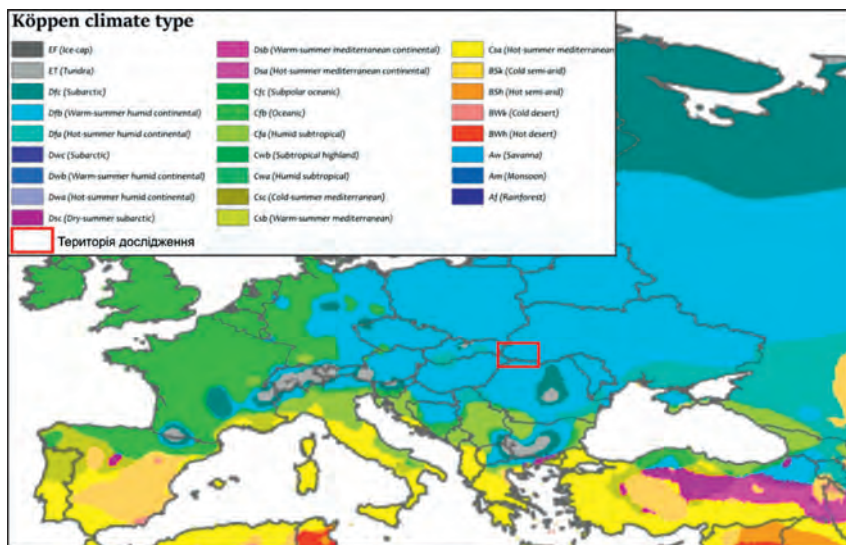 Köppen climate type
EF (Ice-cap)
ET (Tundra)
Dfc (Subarctic)
Dfb (Warm-summer humid continental)
Dfa (Hot-summer humid continental)
Dwc (Subarctic)
Dwb (Warm-summer humid continental)
Dwa (Hot-summer humid continental)
Dsc (Dry-summer subarctic)
Dsb (Warm-summer mediterranean continental)
Dsa (Hot-summer mediterranean continental)
Cfc (Subpolar oceanic)
Cfb (Oceanic)
Cfa (Humid subtropical)
Cwb (Subtropical highland)
Cwa (Humid subtropical)
Csc (Cold-summer mediterranean)
Csb (Warm-summer mediterranean)
Csa (Hot-summer mediterranean
BSk (Cold semi-arid)
BSh (Hot semi-arid)
BWk (Cold desert)
BWh (Hot desert)
Aw (Savanna)
Am (Monsoon)
Af (Rainforest)
Територія дослідження